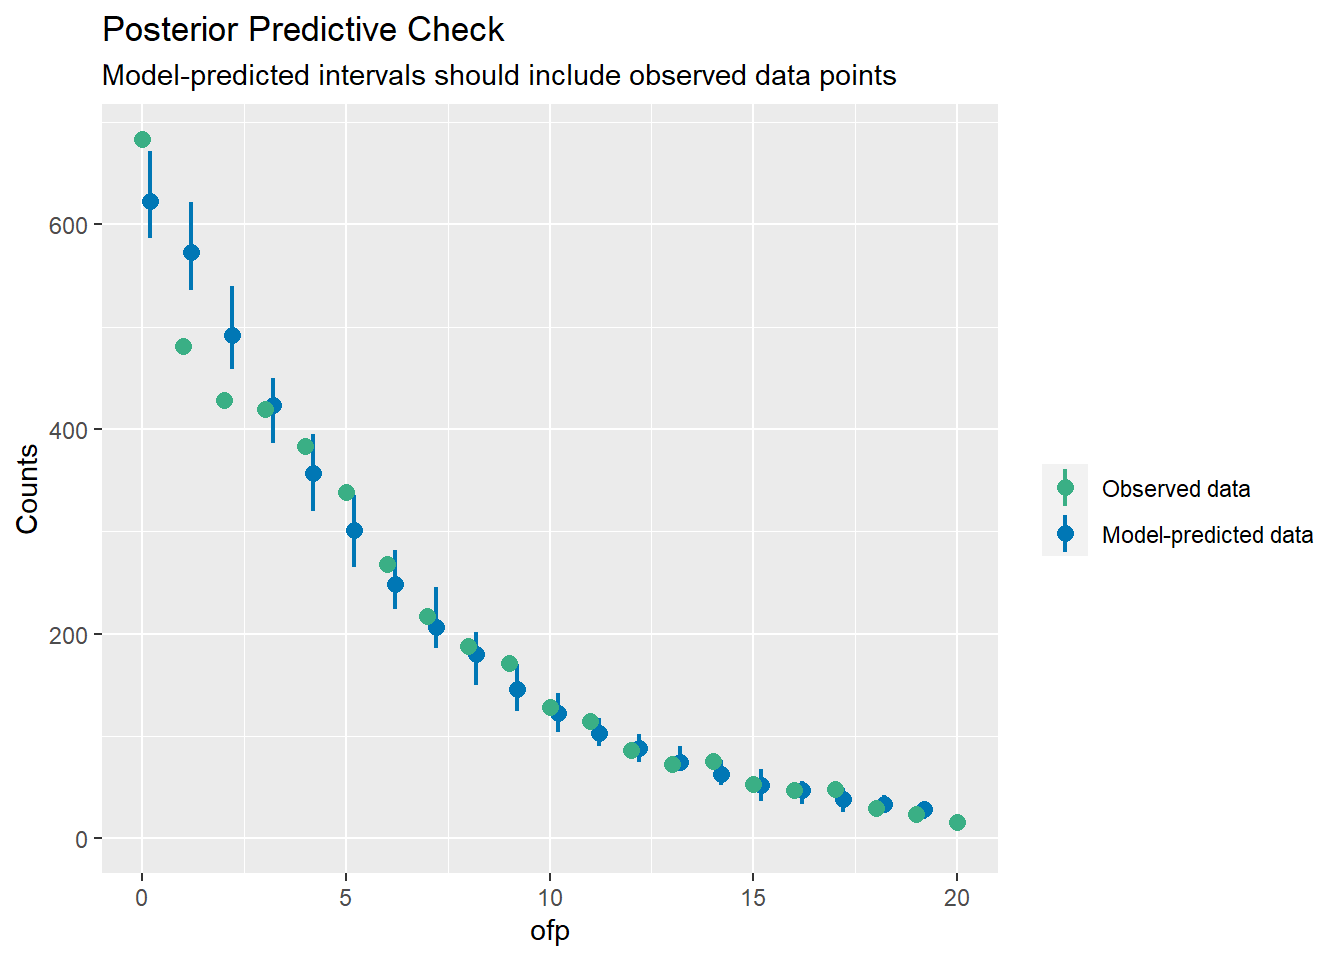 Posterior Predictive Check
Model-predicted intervals should include observed data points
Counts
600
400
200
0
0
5
10
15
20
ofp
Observed data
Model-predicted data